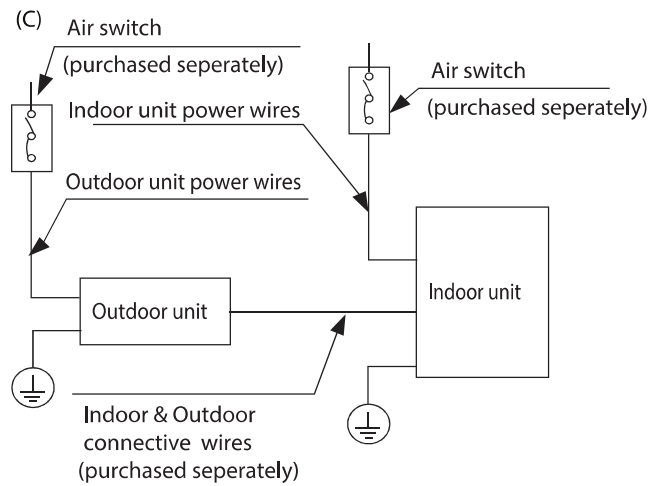 (C)
Air switch
(purchased seperately)
Indoor unit power wires
Air switch
(purchased seperately)
Outdoor unit power wires
Outdoor unit
Indoor unit
Indoor & Outdoor
connective wires
(purchased seperately)